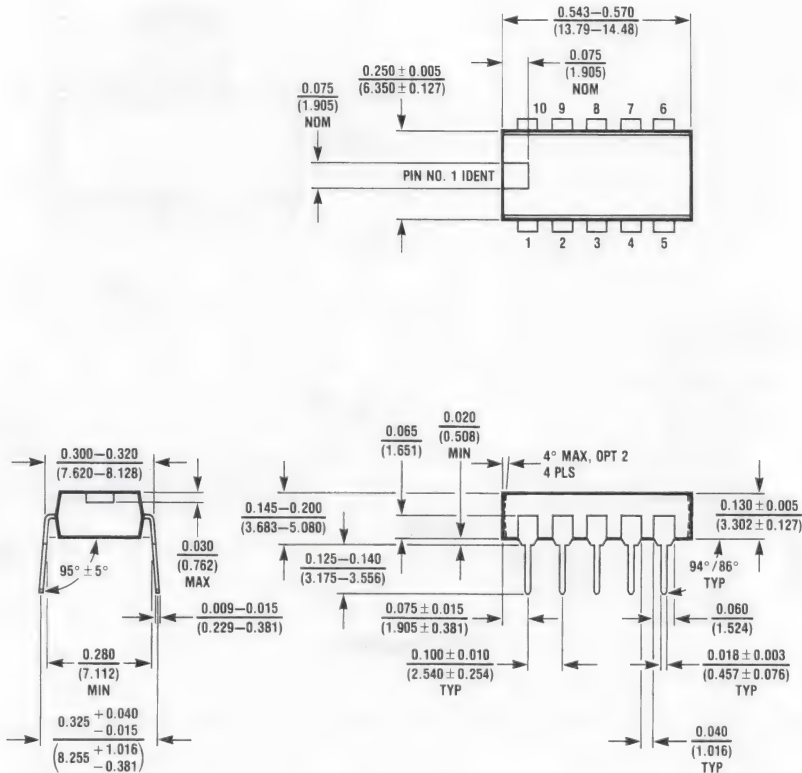 0.543–0.570
(13.79–14.48)
0.075
(1.905)
NOM
0.250 ± 0.005
(6.350 ± 0.127)
0.075
(1.905)
NOM
10 9 8 7 6
PIN NO. 1 IDENT
1 2 3 4 5
0.300–0.320
(7.620–8.128)
0.065
(1.651)
0.020
(0.508)
MIN
4° MAX, OPT 2
4 PLS
0.145–0.200
(3.683–5.080)
0.130 ± 0.005
(3.302 ± 0.127)
0.030
(0.762)
MAX
0.125–0.140
(3.175–3.556)
95° ± 5°
94°/86°
TYP
0.009–0.015
(0.229–0.381)
0.075 ± 0.015
(1.905 ± 0.381)
0.060
(1.524)
0.280
(7.112)
MIN
0.100 ± 0.010
(2.540 ± 0.254)
TYP
0.018 ± 0.003
(0.457 ± 0.076)
TYP
0.325 + 0.040
– 0.015
(8.255 + 1.016
– 0.381)
0.040
(1.016)
TYP